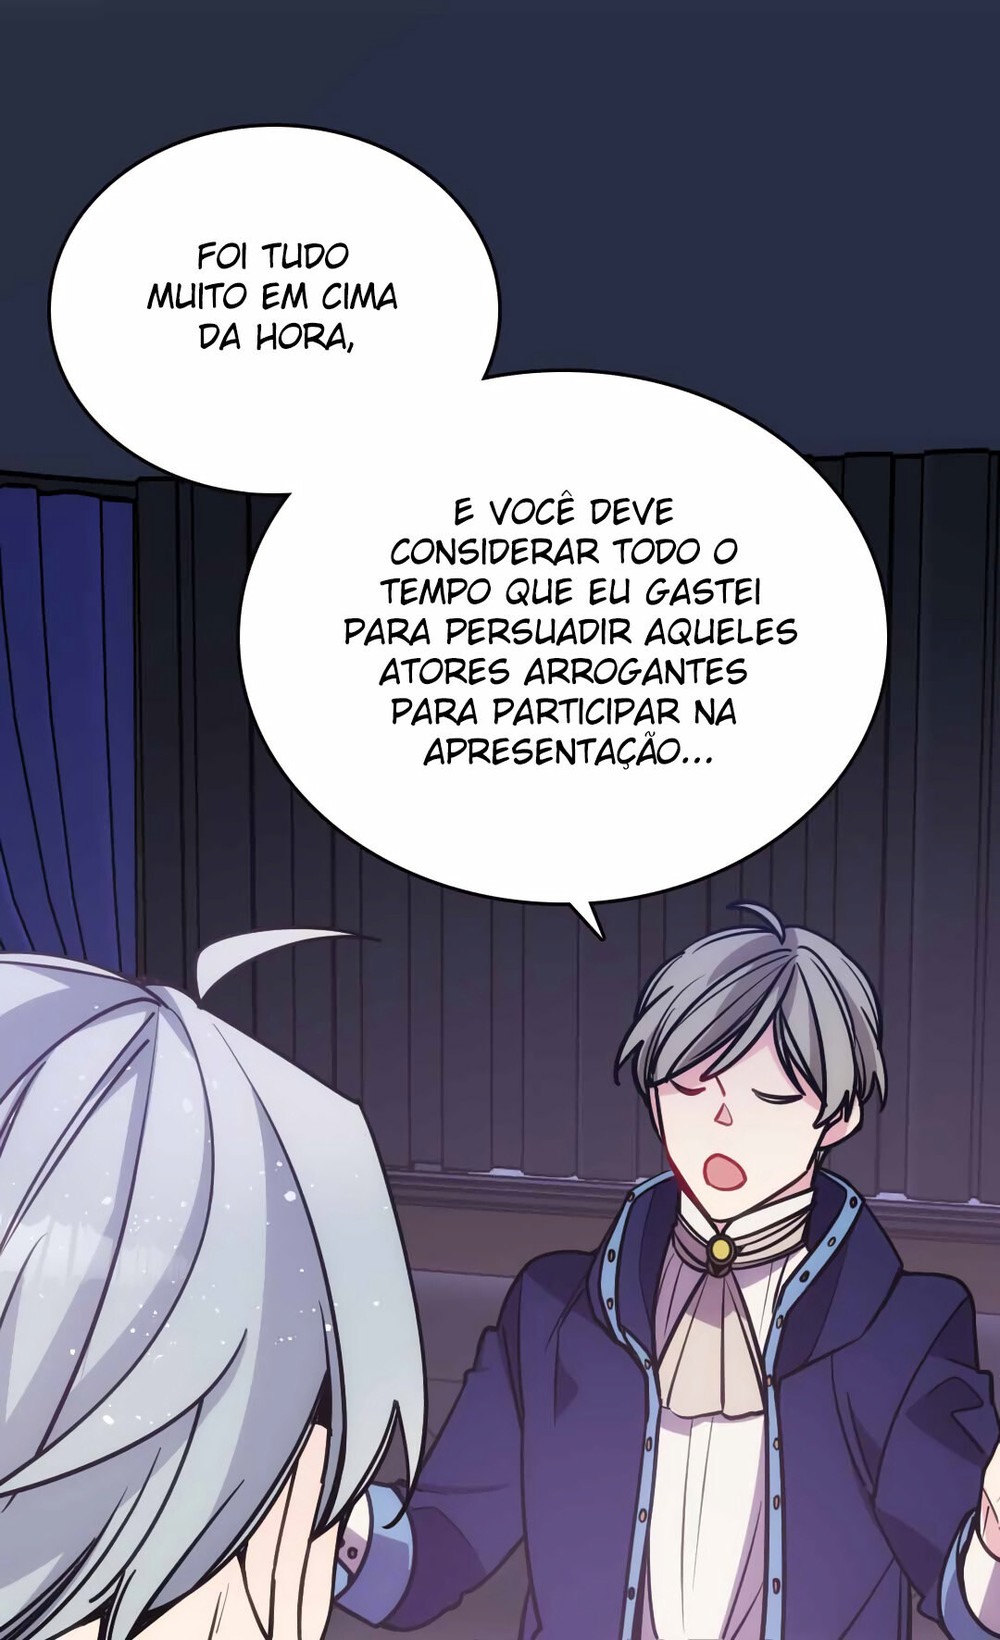 FOI TUDO
MUITO EM CIMA
DA HORA,
E VOCÊ DEVE
CONSIDERAR TODO O
TEMPO QUE EU GASTEI
PARA PERSUADIR AQUELES
ATORES ARROGANTES
PARA PARTICIPAR NA
APRESENTAÇÃO...